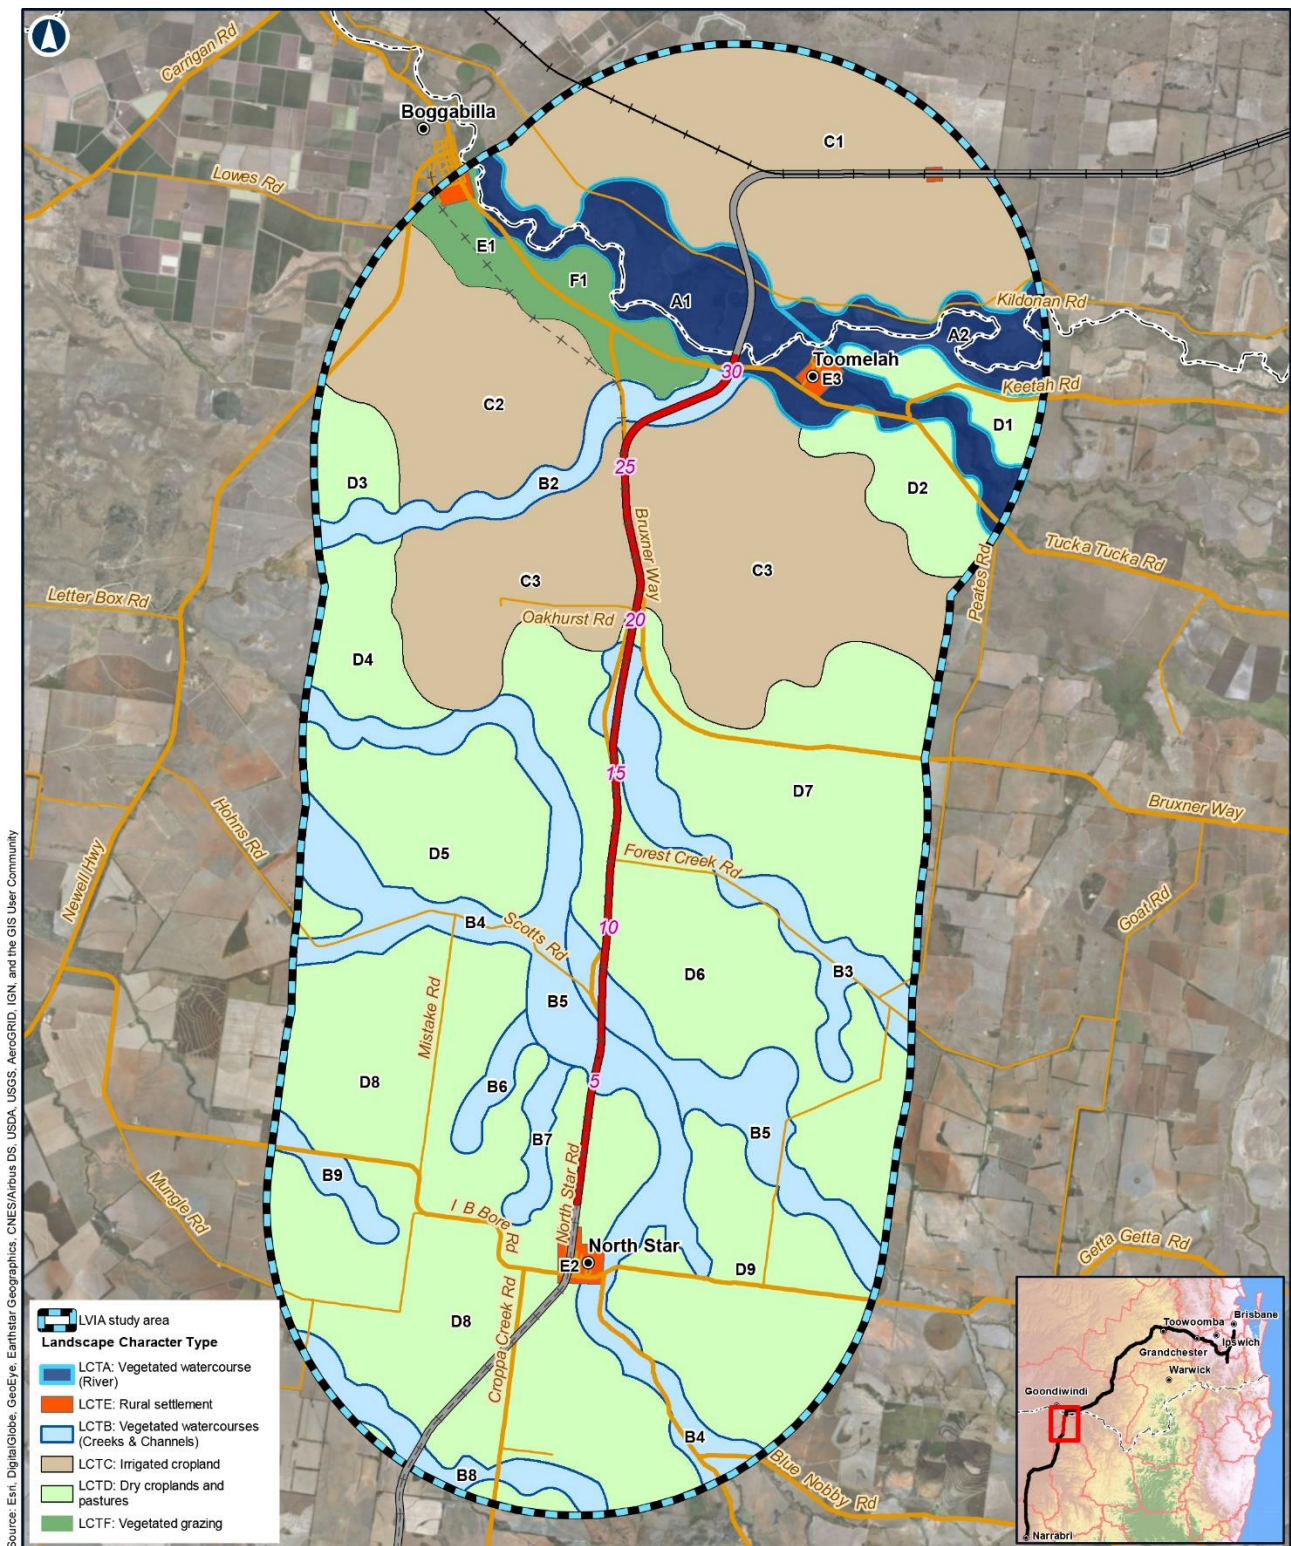 Carrigan Rd
Boggabilla
C1
Lowes Rd
E1
F1
A1
Kildonan Rd
A2
Toomelah
30
E3
Keetah Rd
C2
D1
25
D3
B2
D2
Bruxner Way
Tucka Tucka Rd
C3
C3
Peates Rd
Letter Box Rd
Oakhurst Rd
20
D4
15
D7
Hohns Rd
Bruxner Way
Newell Hwy
D5
Forest Creek Rd
Goat Rd
B4
Scotts Rd
10
D6
B3
Mistake Rd
B5
D8
B6
5
B7
B5
B9
North Star Rd
Mungle Rd
I B Bore Rd
North Star
E2
D9
Getta Getta Rd
D8
Croppa Creek Rd
B4
B8
Blue Nobby Rd
LVIA study area
Landscape Character Type
LCTA: Vegetated watercourse
(River)
LCTE: Rural settlement
LCTB: Vegetated watercourses
(Creeks & Channels)
LCTC: Irrigated cropland
LCTD: Dry croplands and
pastures
LCTF: Vegetated grazing
Brisbane
Toowoomba
Ipswich
Grandchester
Warwick
Goondiwindi
Narrabri
Source: Esri, DigitalGlobe, GeoEye, Earthstar Geographics, CNES/Airbus DS, USDA, USGS, AeroGRID, IGN, and the GIS User Community